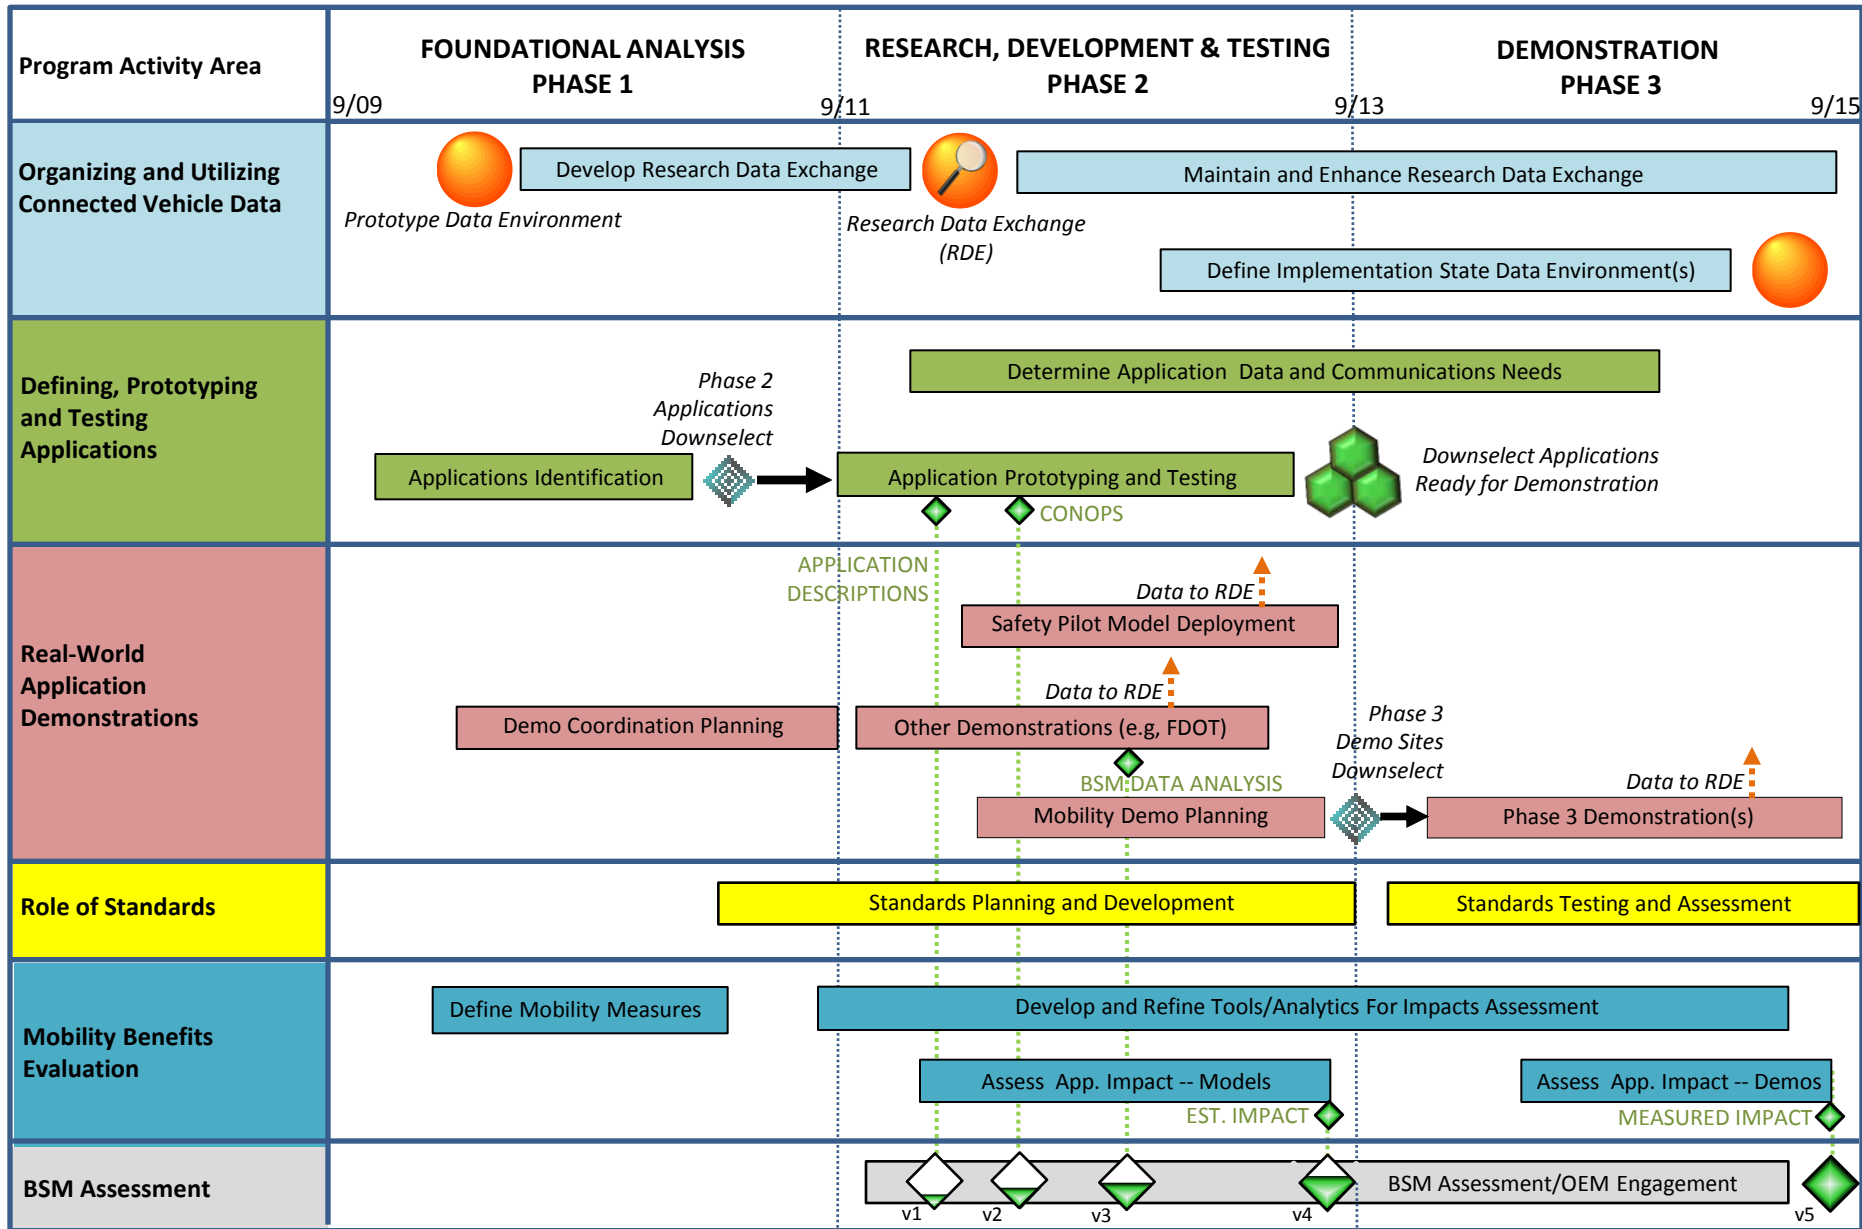 Program Activity Area
FOUNDATIONAL ANALYSIS
PHASE 1
RESEARCH, DEVELOPMENT & TESTING
PHASE 2
DEMONSTRATION
PHASE 3
9/09
9/11
9/13
9/15
Organizing and Utilizing
Connected Vehicle Data
Develop Research Data Exchange
Maintain and Enhance Research Data Exchange
Prototype Data Environment
Research Data Exchange
(RDE)
Define Implementation State Data Environment(s)
Defining, Prototyping
and Testing
Applications
Phase 2
Applications
Downselect
Determine Application Data and Communications Needs
Applications Identification
Application Prototyping and Testing
Downselect Applications
Ready for Demonstration
CONOPS
Real-World
Application
Demonstrations
APPLICATION
DESCRIPTIONS
Data to RDE
Safety Pilot Model Deployment
Data to RDE
Demo Coordination Planning
Other Demonstrations (e.g, FDOT)
Phase 3
Demo Sites
Downselect
BSM DATA ANALYSIS
Data to RDE
Mobility Demo Planning
Phase 3 Demonstration(s)
Role of Standards
Standards Planning and Development
Standards Testing and Assessment
Mobility Benefits
Evaluation
Define Mobility Measures
Develop and Refine Tools/Analytics For Impacts Assessment
Assess App. Impact -- Models
Assess App. Impact -- Demos
EST. IMPACT
MEASURED IMPACT
BSM Assessment
BSM Assessment/OEM Engagement
v1
v2
v3
v4
v5